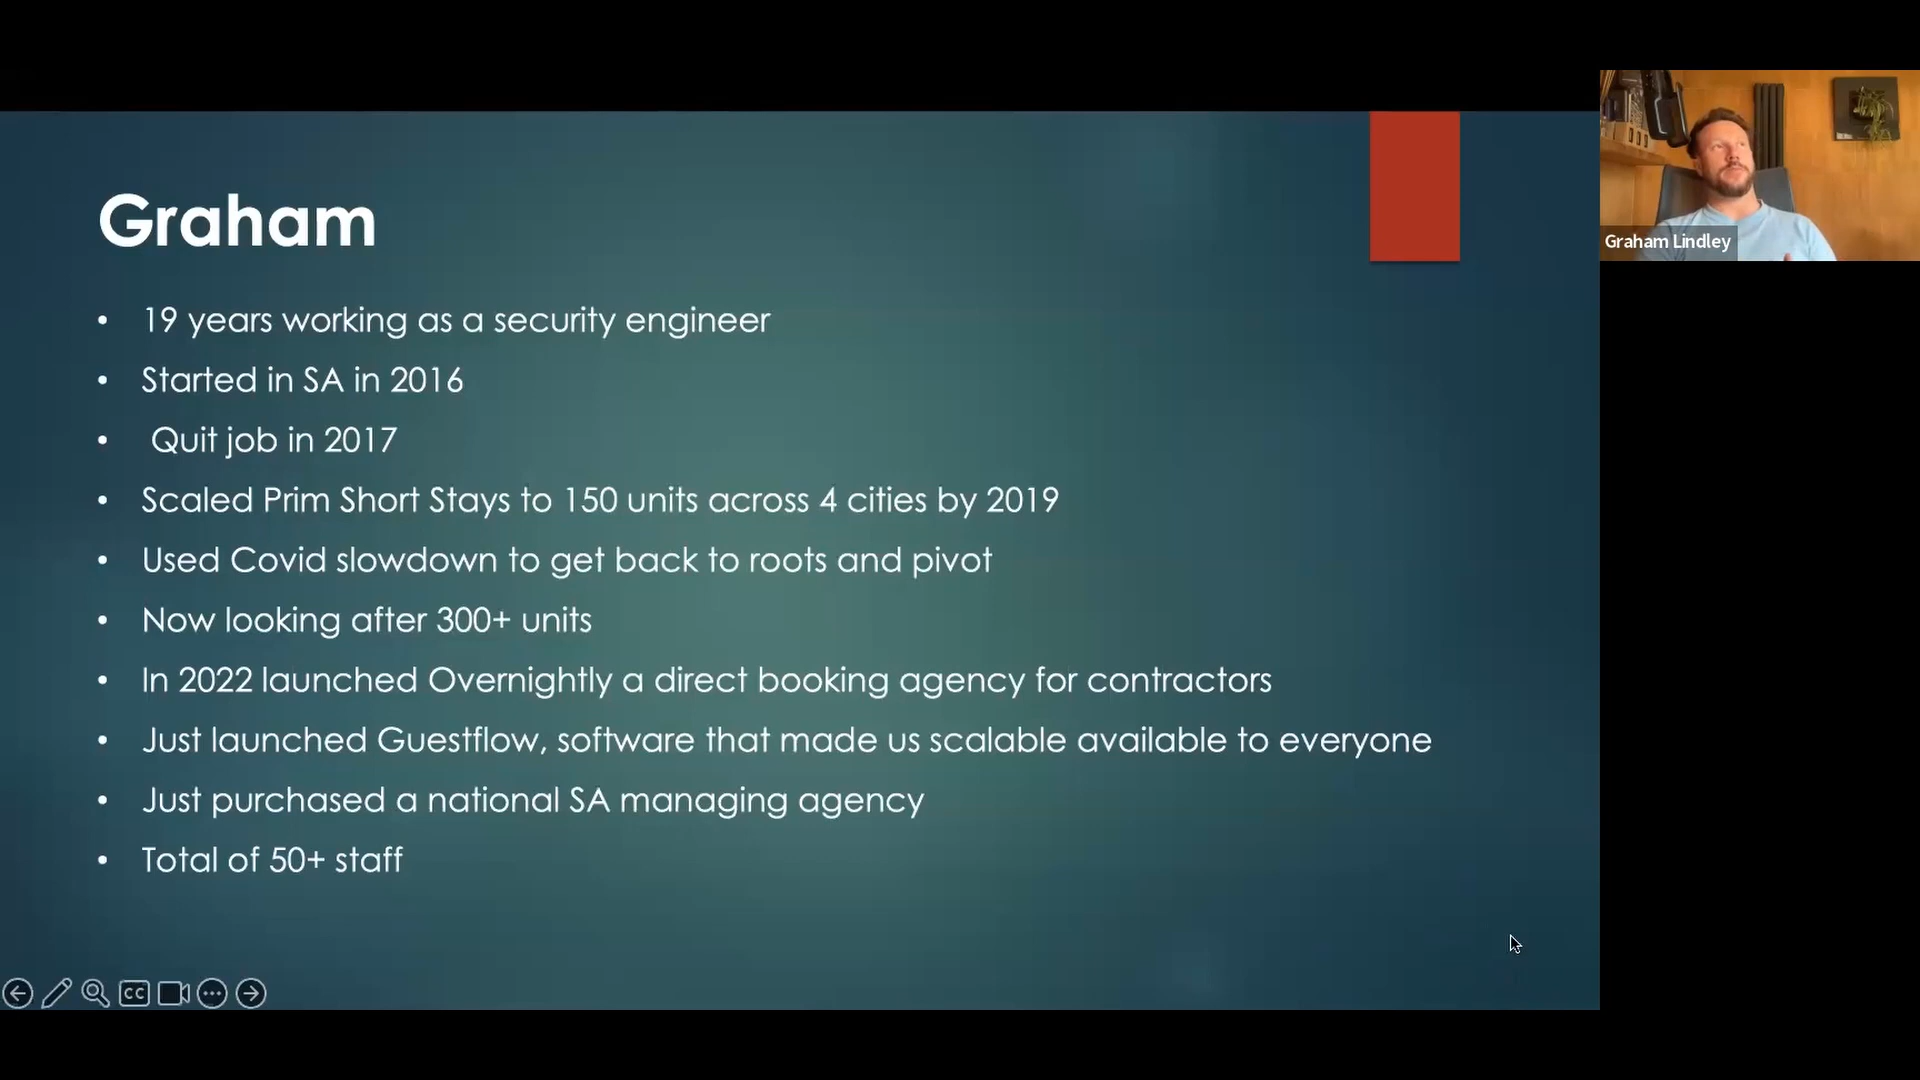 Graham
• 19 years working as a security engineer
• Started in SA in 2016
• Quit job in 2017
• Scaled Prim Short Stays to 150 units across 4 cities by 2019
• Used Covid slowdown to get back to roots and pivot
• Now looking after 300+ units
• In 2022 launched Overnightly a direct booking agency for contractors
• Just launched Guestflow, software that made us scalable available to everyone
• Just purchased a national SA managing agency
• Total of 50+ staff
Graham Lindley
CC